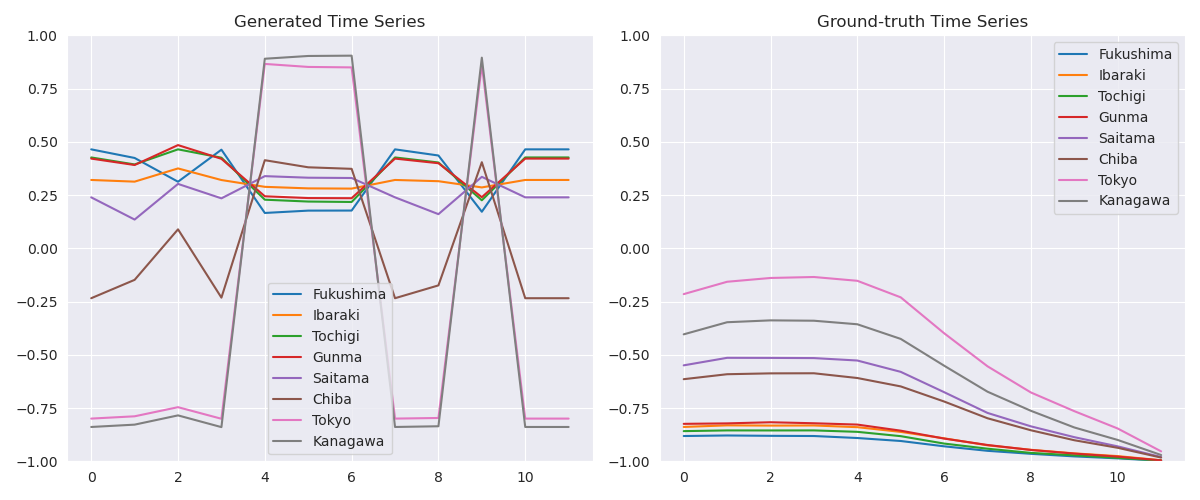 Generated Time Series
1.00
0.75
0.50
0.25
0.00
−0.25
−0.50
−0.75
−1.00
0 2 4 6 8 10
Fukushima
Ibaraki
Tochigi
Gunma
Saitama
Chiba
Tokyo
Kanagawa
Ground-truth Time Series
1.00
0.75
0.50
0.25
0.00
−0.25
−0.50
−0.75
−1.00
0 2 4 6 8 10
Fukushima
Ibaraki
Tochigi
Gunma
Saitama
Chiba
Tokyo
Kanagawa